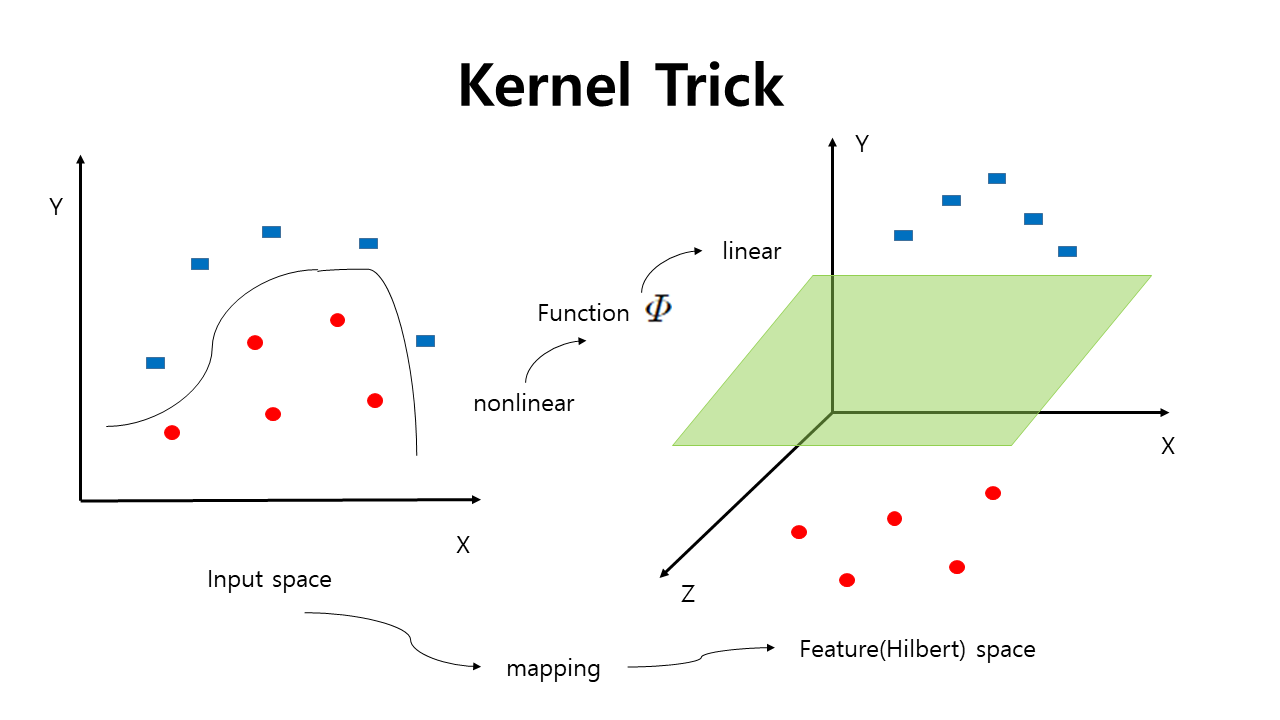 Kernel Trick
Y
X
Input space
nonlinear
Function Φ
linear
mapping
Y
X
Z
Feature(Hilbert) space